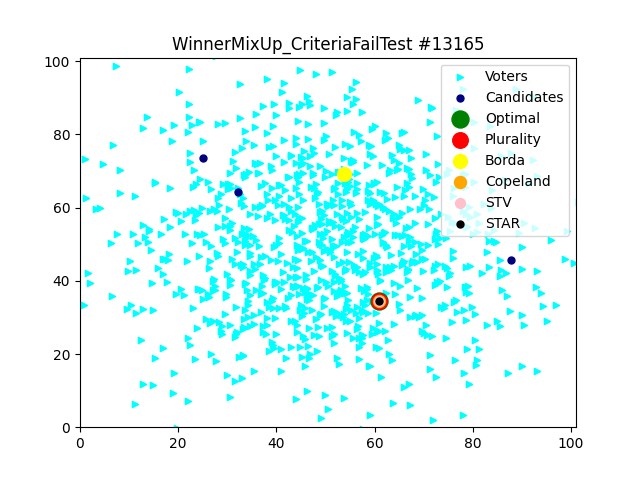 WinnerMixUp_CriteriaFailTest #13165
100
80
60
40
20
0
0
20
40
60
80
100
Voters
Candidates
Optimal
Plurality
Borda
Copeland
STV
STAR